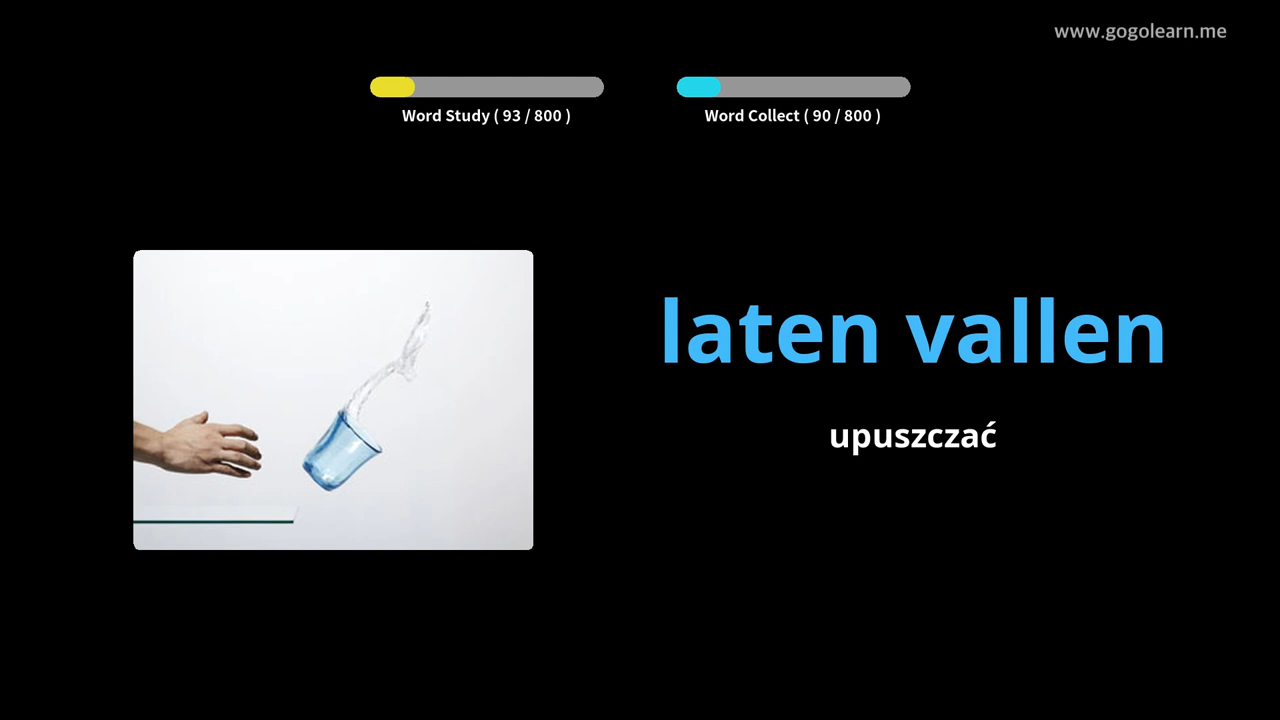 www.gogolearn.me
Word Study ( 93 / 800 )
Word Collect ( 90 / 800 )
laten vallen
upuszczać